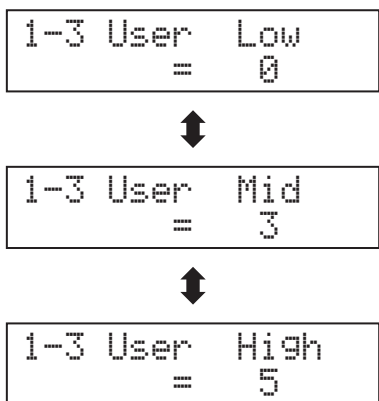 1-3 User Low
= 0
1-3 User Mid
= 3
1-3 User High
= 5